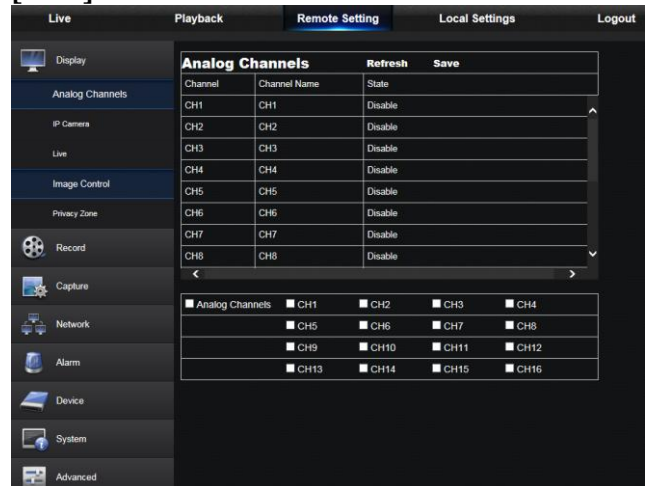 Live Playback Remote Setting Local Settings Logout
Display
Analog Channels
IP Camera
Live
Image Control
Privacy Zone
Record
Capture
Network
Alarm
Device
System
Advanced
Analog Channels Refresh Save
Channel Channel Name State
CH1 CH1 Disable
CH2 CH2 Disable
CH3 CH3 Disable
CH4 CH4 Disable
CH5 CH5 Disable
CH6 CH6 Disable
CH7 CH7 Disable
CH8 CH8 Disable
Analog Channels CH1 CH2 CH3 CH4
CH5 CH6 CH7 CH8
CH9 CH10 CH11 CH12
CH13 CH14 CH15 CH16